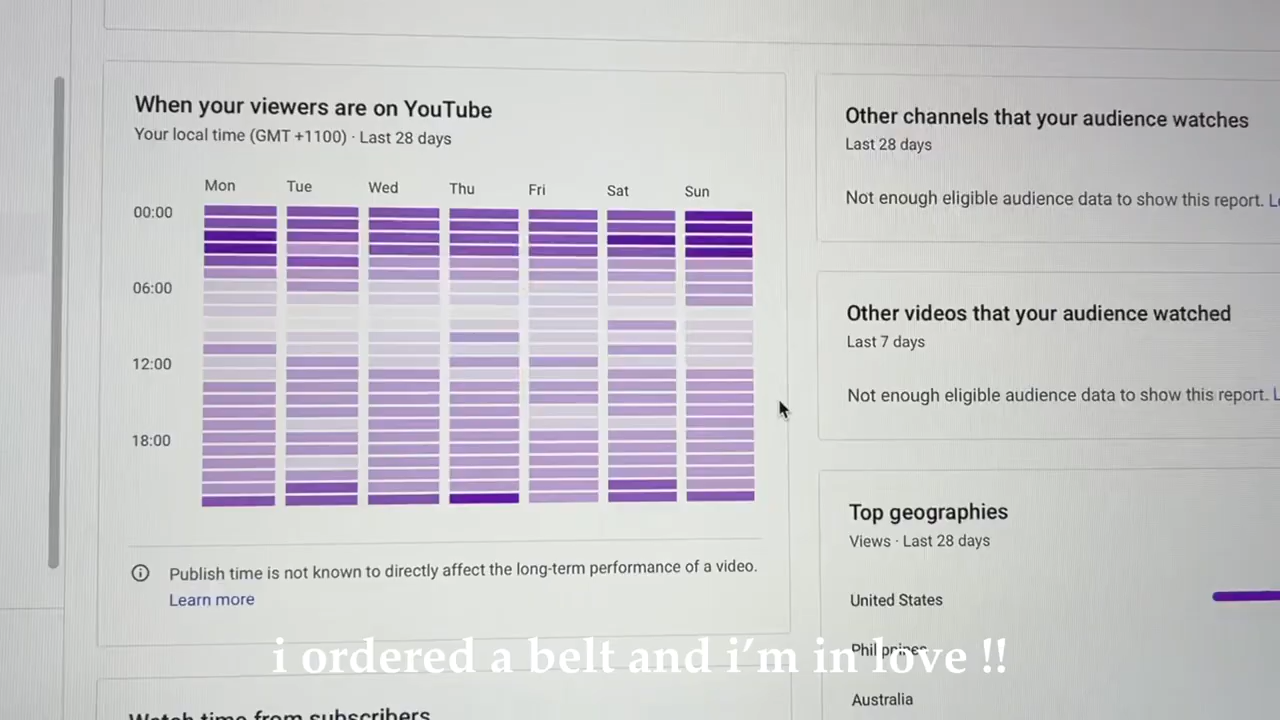 When your viewers are on YouTube
Your local time (GMT +1100) · Last 28 days
Mon Tue Wed Thu Fri Sat Sun
00:00
06:00
12:00
18:00
Publish time is not known to directly affect the long-term performance of a video.
Learn more
Watch time from subscribers
Other channels that your audience watches
Last 28 days
Not enough eligible audience data to show this report.
Other videos that your audience watched
Last 7 days
Not enough eligible audience data to show this report.
Top geographies
Views · Last 28 days
United States
Australia
i ordered a belt and i'm in love !!